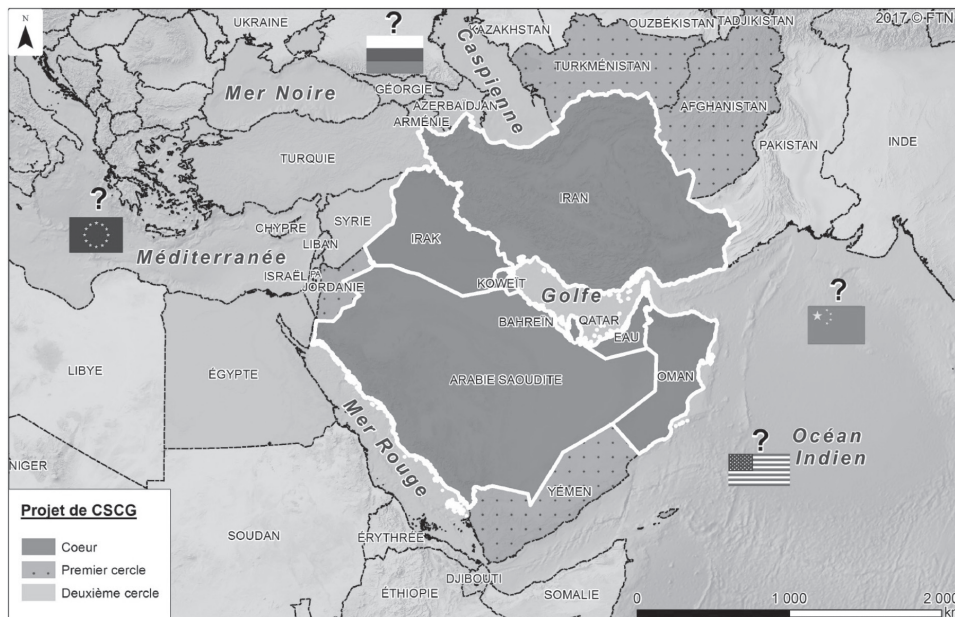 2017 © FTN
N
UKRAINE
?
KAZAKHSTAN
OUZBÉKISTAN
TADJIKISTAN
Caspienne
TURKMÉNISTAN
Mer Noire
GÉORGIE
AZERBAÏDJAN
ARMÉNIE
AFGHANISTAN
TURQUIE
PAKISTAN
INDE
?
IRAN
SYRIE
CHYPRE
LIBAN
IRAK
Méditerranée
ISRAËL
PA
JORDANIE
KOWEÏT
Golfe
?
BAHREÏN
QATAR
EAU
LIBYE
ÉGYPTE
ARABIE SAOUDITE
OMAN
Mer Rouge
?
Océan
Indien
NIGER
YÉMEN
Projet de CSCG
Coeur
Premier cercle
Deuxième cercle
SOUDAN
ÉRYTHRÉE
DJIBOUTI
ÉTHIOPIE
SOMALIE
0 1 000 2 000
km